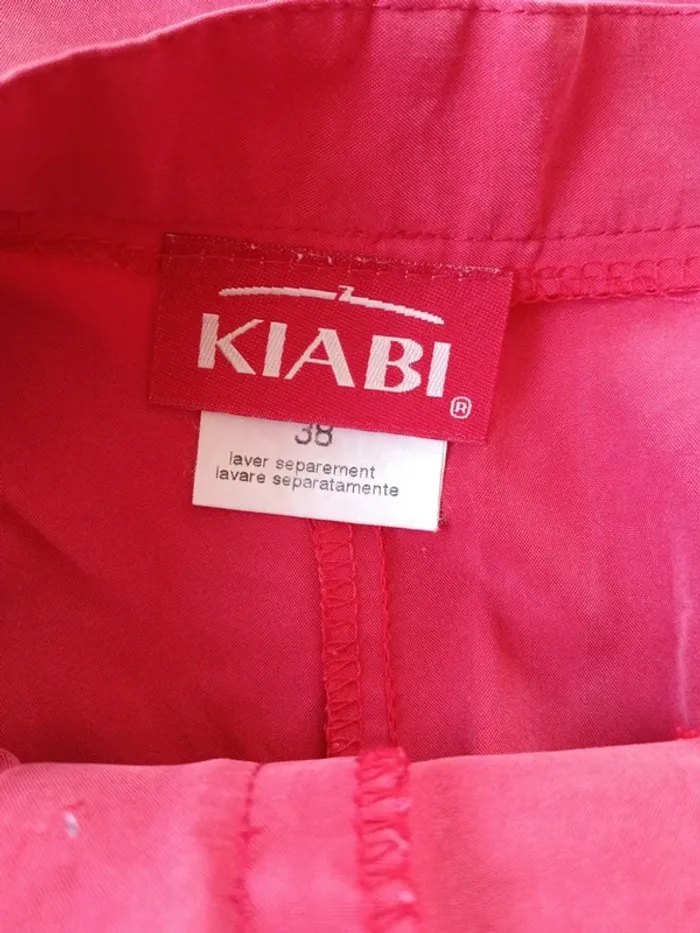 KIABI
®
38
laver separement
lavare separatamente